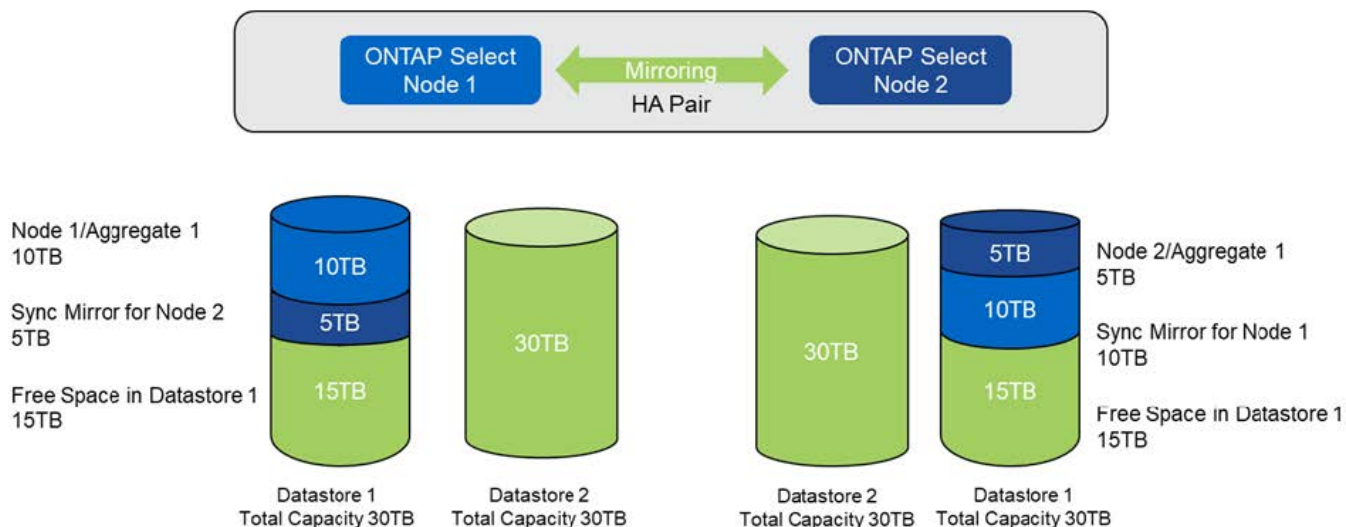 ONTAP Select
Node 1
Mirroring
HA Pair
ONTAP Select
Node 2
Node 1/Aggregate 1
10TB
Sync Mirror for Node 2
5TB
Free Space in Datastore 1
15TB
10TB
5TB
15TB
30TB
30TB
5TB
10TB
15TB
Node 2/Aggregate 1
5TB
Sync Mirror for Node 1
10TB
Free Space in Datastore 1
15TB
Datastore 1
Total Capacity 30TB
Datastore 2
Total Capacity 30TB
Datastore 2
Total Capacity 30TB
Datastore 1
Total Capacity 30TB